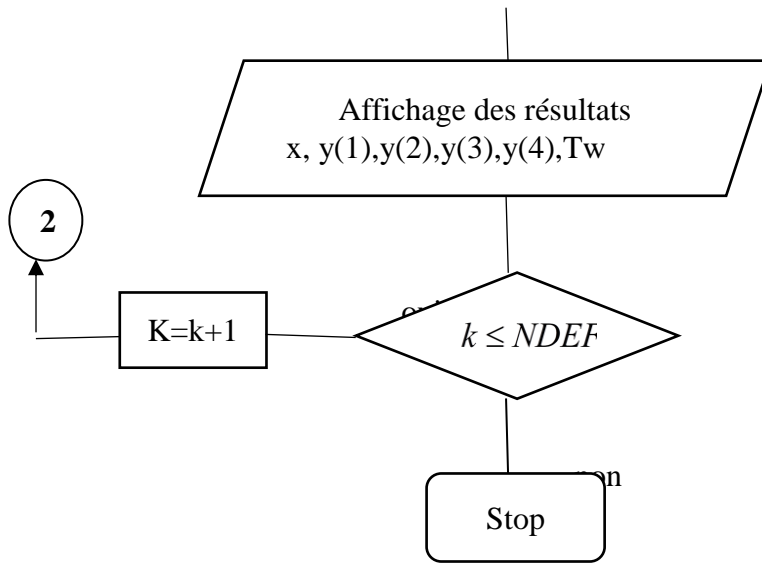 Affichage des résultats
x, y(1),y(2),y(3),y(4),Tw
2
K=k+1
k ≤ NDEF
Stop